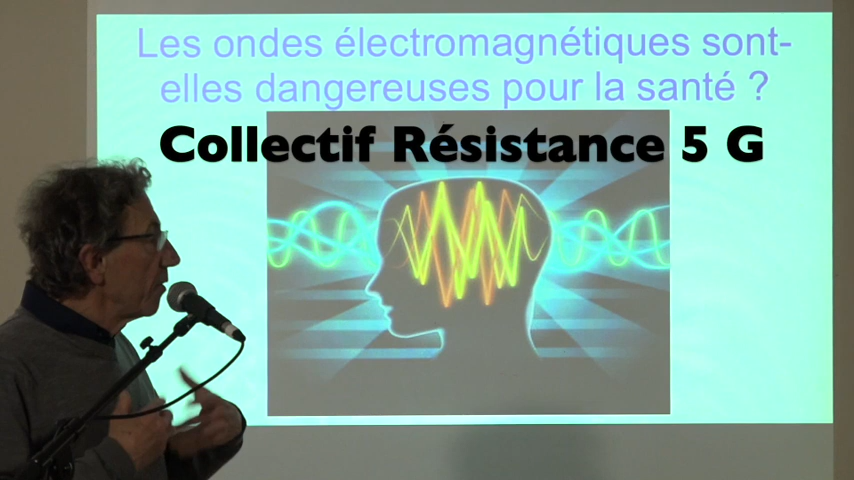 Les ondes électromagnétiques sont-
elles dangereuses pour la santé ?
Collectif Résistance 5 G